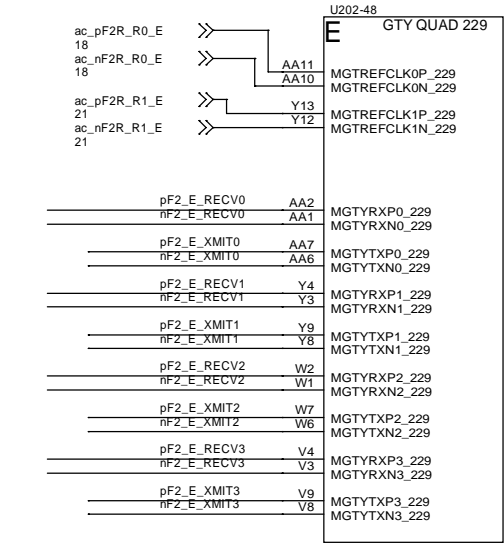 U202-48
E GTY QUAD 229
ac_pF2R_R0_E
18
ac_nF2R_R0_E
18
AA11 MGTREFCLK0P_229
AA10 MGTREFCLK0N_229
ac_pF2R_R1_E
21
ac_nF2R_R1_E
21
Y13 MGTREFCLK1P_229
Y12 MGTREFCLK1N_229
pF2_E_RECV0 AA2 MGTYRXP0_229
nF2_E_RECV0 AA1 MGTYRXN0_229
pF2_E_XMIT0 AA7 MGTYTXP0_229
nF2_E_XMIT0 AA6 MGTYTXN0_229
pF2_E_RECV1 Y4 MGTYRXP1_229
nF2_E_RECV1 Y3 MGTYRXN1_229
pF2_E_XMIT1 Y9 MGTYTXP1_229
nF2_E_XMIT1 Y8 MGTYTXN1_229
pF2_E_RECV2 W2 MGTYRXP2_229
nF2_E_RECV2 W1 MGTYRXN2_229
pF2_E_XMIT2 W7 MGTYTXP2_229
nF2_E_XMIT2 W6 MGTYTXN2_229
pF2_E_RECV3 V4 MGTYRXP3_229
nF2_E_RECV3 V3 MGTYRXN3_229
pF2_E_XMIT3 V9 MGTYTXP3_229
nF2_E_XMIT3 V8 MGTYTXN3_229